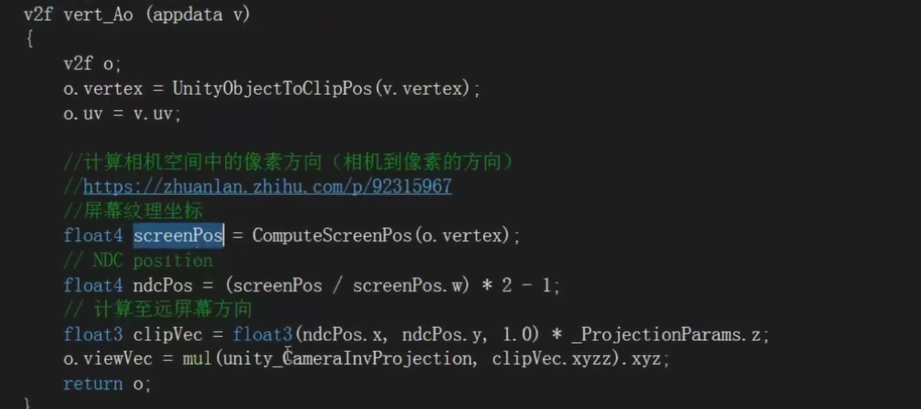 v2f vert_Ao (appdata v)
{
v2f o;
o.vertex = UnityObjectToClipPos(v.vertex);
o.uv = v.uv;
//计算相机空间中的像素方向（相机到像素的方向）
//https://zhuanlan.zhihu.com/p/92315967
//屏幕纹理坐标
float4 screenPos = ComputeScreenPos(o.vertex);
// NDC position
float4 ndcPos = (screenPos / screenPos.w) * 2 - 1;
// 计算至远屏幕方向
float3 clipVec = float3(ndcPos.x, ndcPos.y, 1.0) * _ProjectionParams.z;
o.viewVec = mul(unity_CameraInvProjection, clipVec.xyzz).xyz;
return o;
}